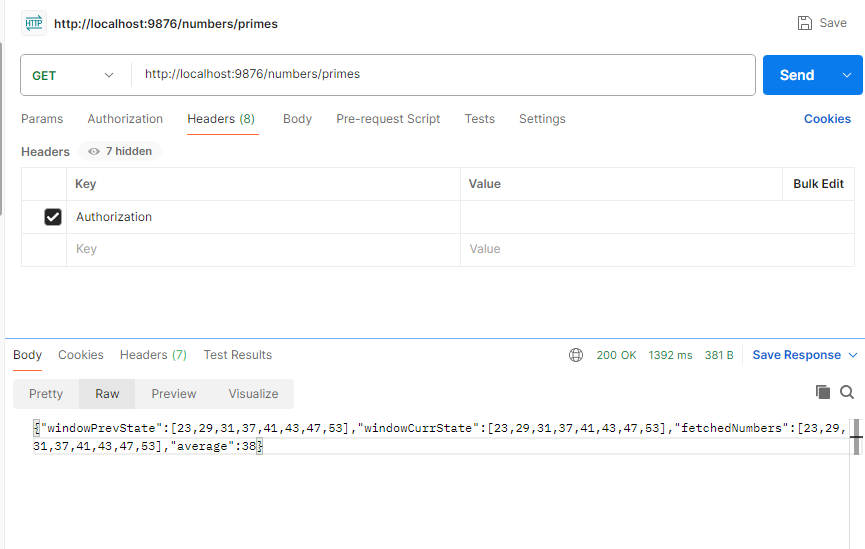 HTTP http://localhost:9876/numbers/primes Save
GET http://localhost:9876/numbers/primes Send
Params Authorization Headers (8) Body Pre-request Script Tests Settings Cookies
Headers 7 hidden
Key Value Bulk Edit
Authorization
Key Value
Body Cookies Headers (7) Test Results 200 OK 1392 ms 381 B Save Response
Pretty Raw Preview Visualize
{"windowPrevState":[23,29,31,37,41,43,47,53],"windowCurrState":[23,29,31,37,41,43,47,53],"fetchedNumbers":[23,29,
31,37,41,43,47,53],"average":38}